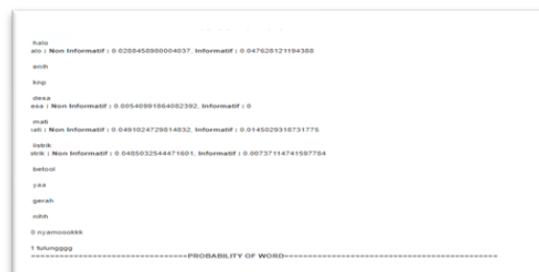 halo
alo : Non Informatif : 0.0288458980004037, Informatif : 0.047628121194388
enih
knp
desa
esa : Non Informatif : 0.00540991864082392, Informatif : 0
mati
ati : Non Informatif : 0.0491024729814832, Informatif : 0.0145029318731775
listrik
strik : Non Informatif : 0.0485032544471601, Informatif : 0.00737114741597784
betool
yaa
gerah
nihh
0 nyamoookkk
1 tulungggg
=================================PROBABILITY OF WORD=============================================